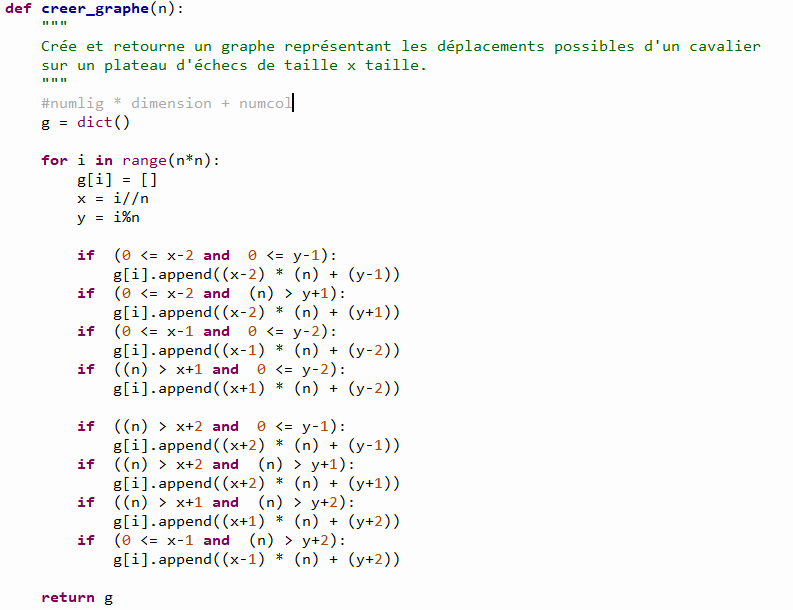 def creer_graphe(n):
    """
    Crée et retourne un graphe représentant les déplacements possibles d'un cavalier
    sur un plateau d'échecs de taille x taille.
    """
    #numlig * dimension + numcol
    g = dict()

    for i in range(n*n):
        g[i] = []
        x = i//n
        y = i%n

        if  (0 <= x-2 and  0 <= y-1):
            g[i].append((x-2) * (n) + (y-1))
        if  (0 <= x-2 and  (n) > y+1):
            g[i].append((x-2) * (n) + (y+1))
        if  (0 <= x-1 and  0 <= y-2):
            g[i].append((x-1) * (n) + (y-2))
        if  ((n) > x+1 and  0 <= y-2):
            g[i].append((x+1) * (n) + (y-2))

        if  ((n) > x+2 and  0 <= y-1):
            g[i].append((x+2) * (n) + (y-1))
        if  ((n) > x+2 and  (n) > y+1):
            g[i].append((x+2) * (n) + (y+1))
        if  ((n) > x+1 and  (n) > y+2):
            g[i].append((x+1) * (n) + (y+2))
        if  (0 <= x-1 and  (n) > y+2):
            g[i].append((x-1) * (n) + (y+2))

    return g